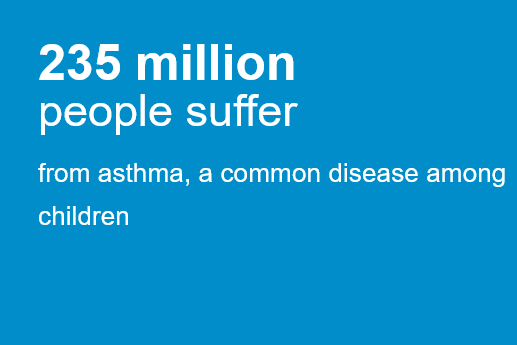 235 million
people suffer
from asthma, a common disease among
children